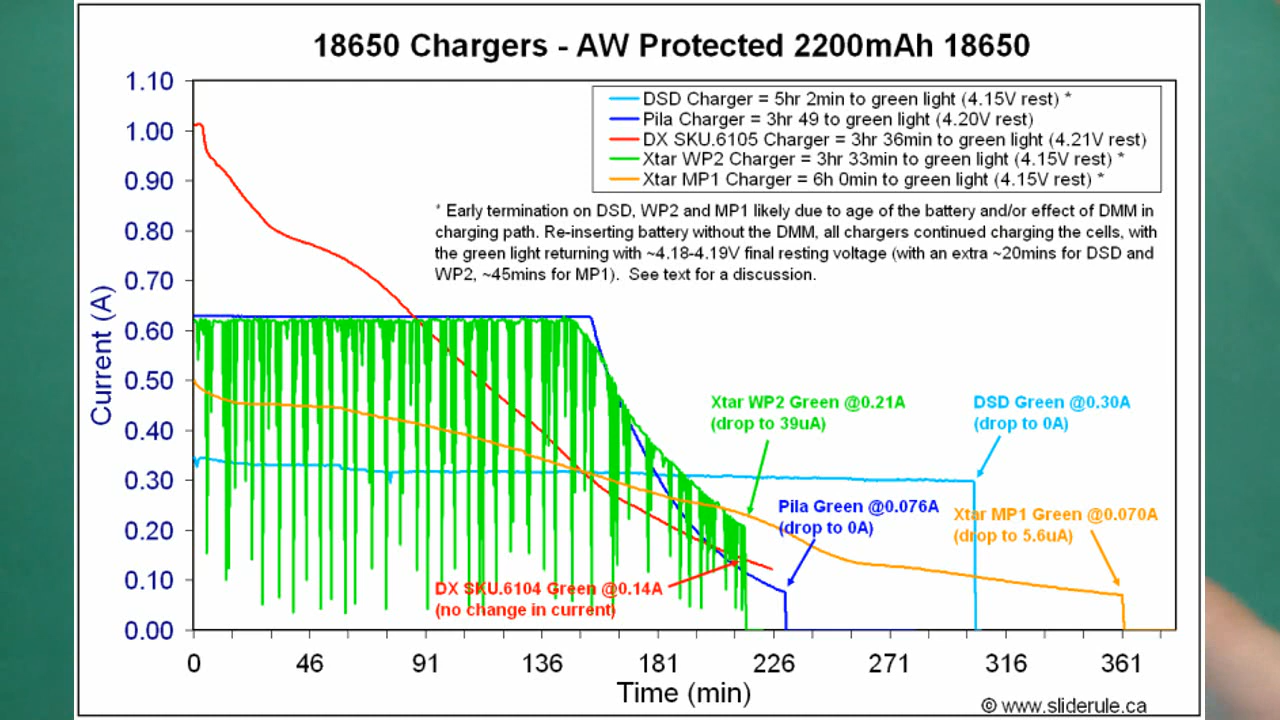 18650 Chargers - AW Protected 2200mAh 18650
DSD Charger = 5hr 2min to green light (4.15V rest) *
Pila Charger = 3hr 49 to green light (4.20V rest)
DX SKU.6105 Charger = 3hr 36min to green light (4.21V rest)
Xtar WP2 Charger = 3hr 33min to green light (4.15V rest) *
Xtar MP1 Charger = 6h 0min to green light (4.15V rest) *
* Early termination on DSD, WP2 and MP1 likely due to age of the battery and/or effect of DMM in
charging path. Re-inserting battery without the DMM, all chargers continued charging the cells, with
the green light returning with ~4.18-4.19V final resting voltage (with an extra ~20mins for DSD and
WP2, ~45mins for MP1).  See text for a discussion.
Current (A)
1.10
1.00
0.90
0.80
0.70
0.60
0.50
0.40
0.30
0.20
0.10
0.00
Xtar WP2 Green @0.21A
(drop to 39uA)
DSD Green @0.30A
(drop to 0A)
Pila Green @0.076A
(drop to 0A)
Xtar MP1 Green @0.070A
(drop to 5.6uA)
DX SKU.6104 Green @0.14A
(no change in current)
0 46 91 136 181 226 271 316 361
Time (min)
© www.sliderule.ca